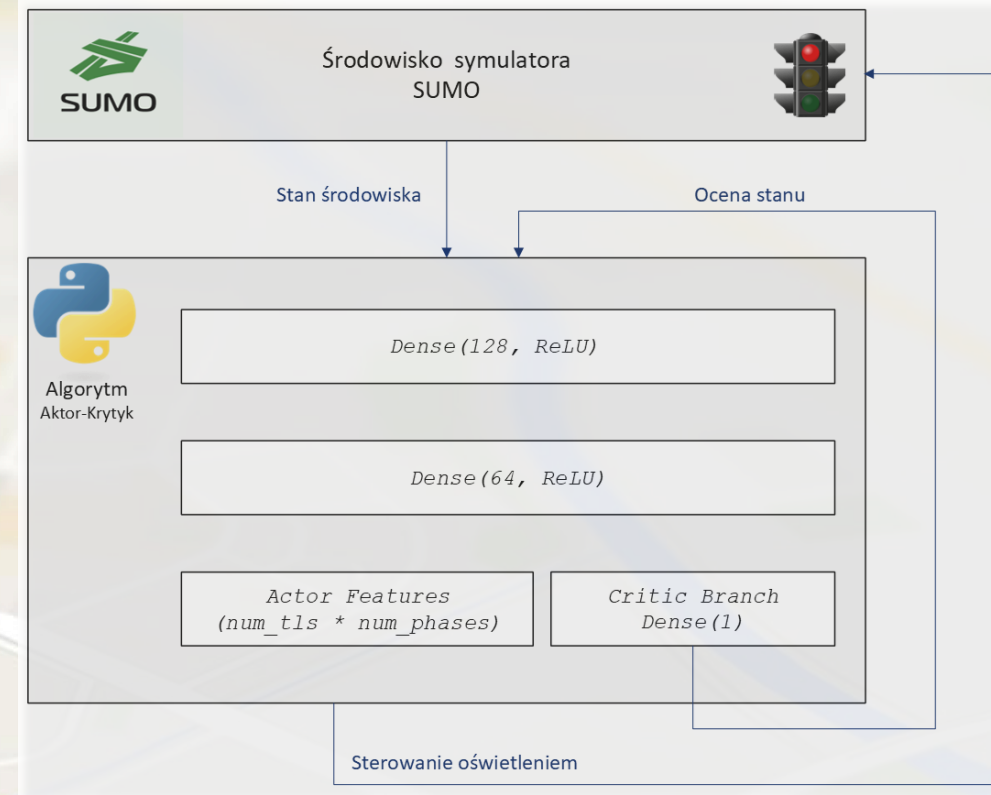 SUMO
Środowisko symulatora
SUMO
Stan środowiska
Ocena stanu
Algorytm
Aktor-Krytyk
Dense(128, ReLU)
Dense(64, ReLU)
Actor Features
(num_tls * num_phases)
Critic Branch
Dense(1)
Sterowanie oświetleniem